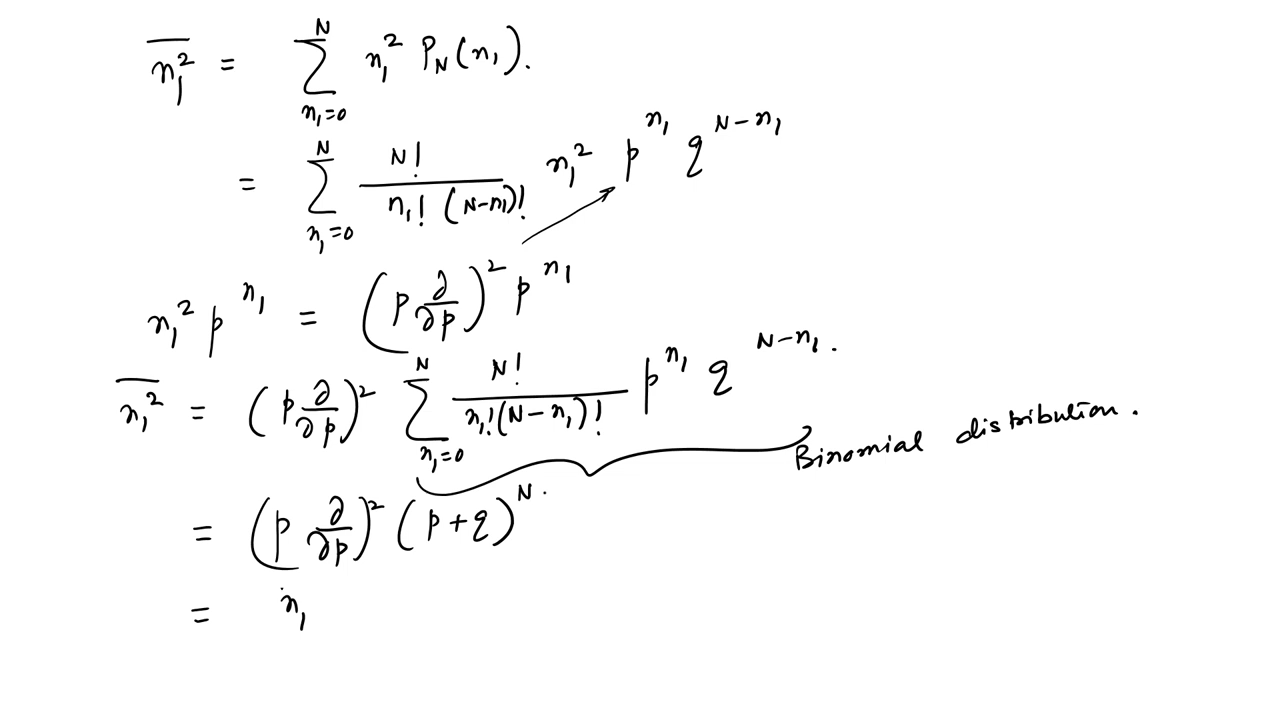 $\overline{n_1^2} = \sum_{n_1=0}^{N} n_1^2 P_N(n_1).$
$= \sum_{n_1=0}^{N} \frac{N!}{n_1! (N-n_1)!} n_1^2 p^{n_1} q^{N-n_1}$
$n_1^2 p^{n_1} = \left(p \frac{\partial}{\partial p}\right)^2 p^{n_1}$
$\overline{n_1^2} = \left(p \frac{\partial}{\partial p}\right)^2 \sum_{n_1=0}^{N} \frac{N!}{n_1!(N-n_1)!} p^{n_1} q^{N-n_1}.$
Binomial distribution.
$= \left(p \frac{\partial}{\partial p}\right)^2 (p+q)^N.$
$= n_1$